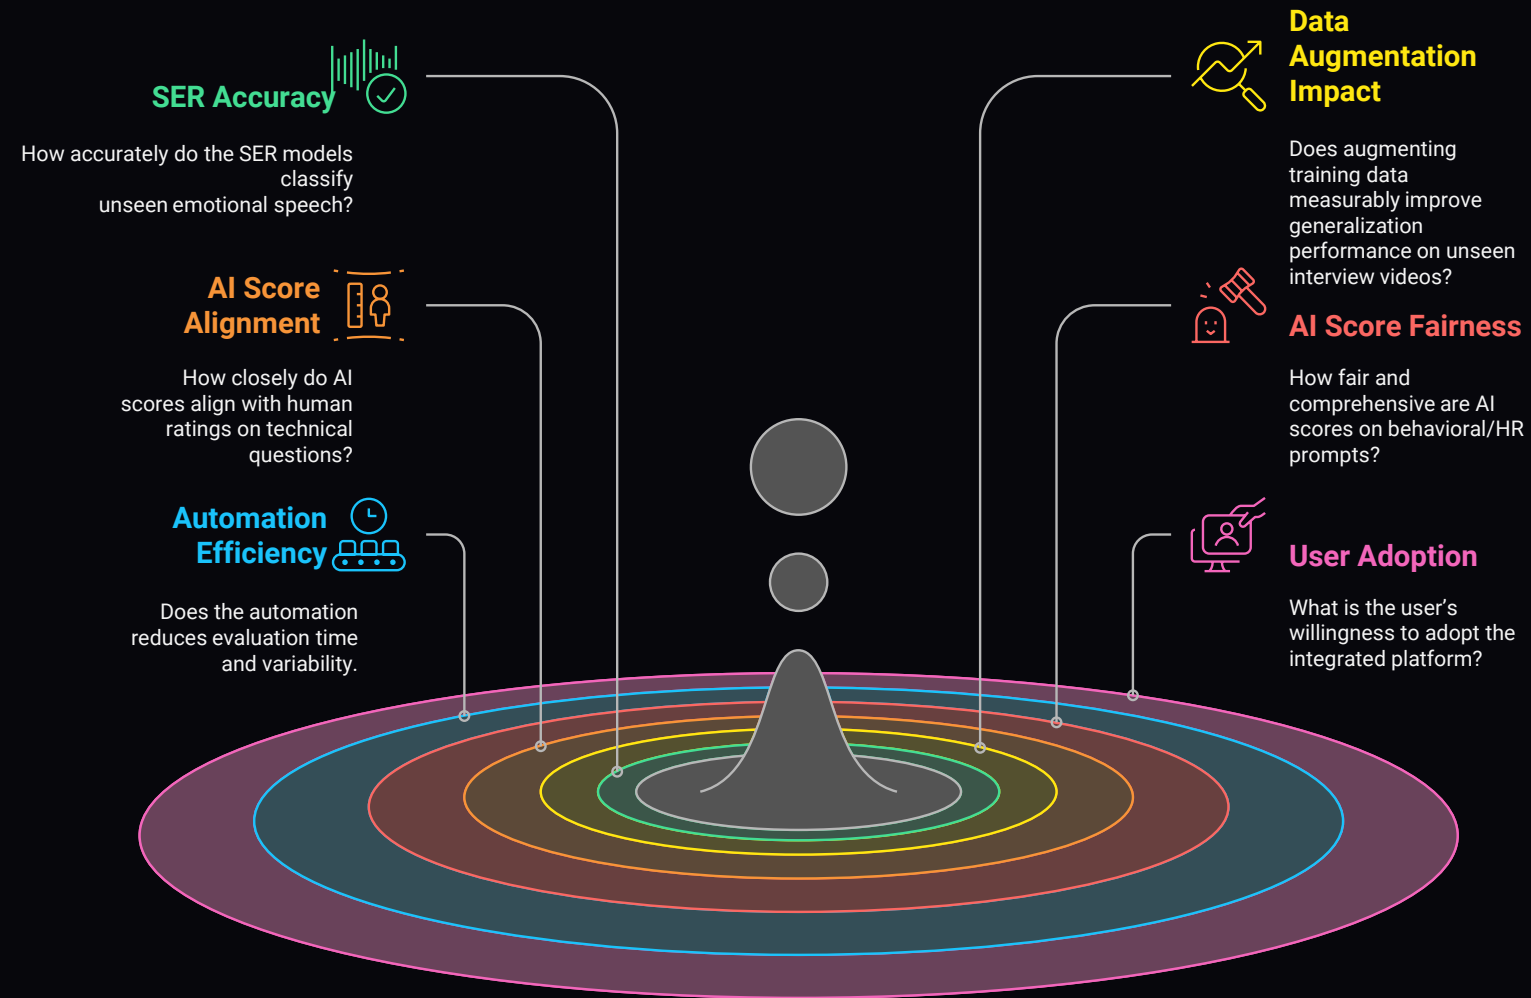 SER Accuracy
How accurately do the SER models
classify
unseen emotional speech?
AI Score
Alignment
How closely do AI
scores align with human
ratings on technical
questions?
Automation
Efficiency
Does the automation
reduces evaluation time
and variability.
Data
Augmentation
Impact
Does augmenting
training data
measurably improve
generalization
performance on unseen
interview videos?
AI Score Fairness
How fair and
comprehensive are AI
scores on behavioral/HR
prompts?
User Adoption
What is the user’s
willingness to adopt the
integrated platform?